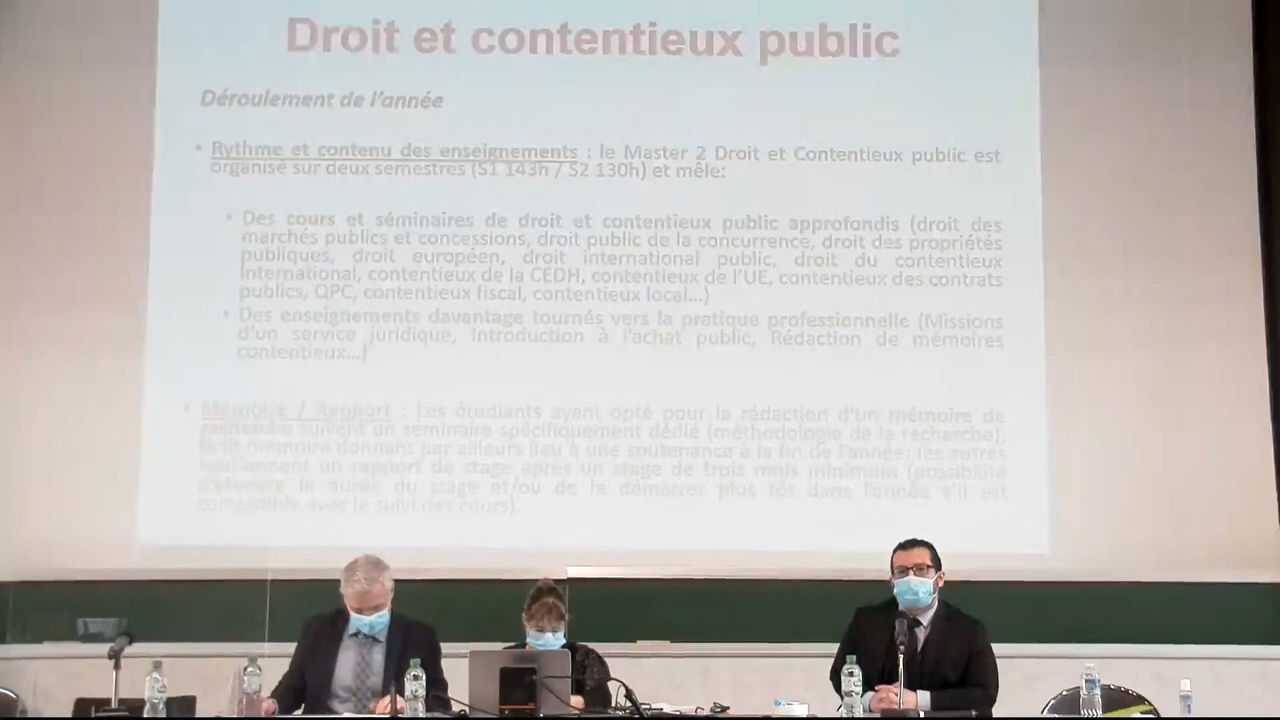 Droit et contentieux public
Déroulement de l'année
• Rythme et contenu des enseignements : le Master 2 Droit et Contentieux public est
organisé sur deux semestres (S1 143h / S2 130h) et mêle:
• Des cours et séminaires de droit et contentieux public approfondis (droit des
marchés publics et concessions, droit public de la concurrence, droit des propriétés
publiques, droit européen, droit international public, droit du contentieux
international, contentieux de la CEDH, contentieux de l'UE, contentieux des contrats
publics, QPC, contentieux fiscal, contentieux local...)
• Des enseignements davantage tournés vers la pratique professionnelle (Missions
d'un service juridique, Introduction à l'achat public, Rédaction de mémoires
contentieux...)
• Mémoire / Rapport : Les étudiants ayant opté pour la rédaction d'un mémoire de
recherche suivent un séminaire spécifiquement dédié (méthodologie de la recherche),
ledit mémoire donnant par ailleurs lieu à une soutenance à la fin de l'année; les autres
soutiennent un rapport de stage après un stage de trois mois minimum (possibilité
d'étendre la durée du stage et/ou de le démarrer plus tôt dans l'année s'il est
compatible avec le suivi des cours).